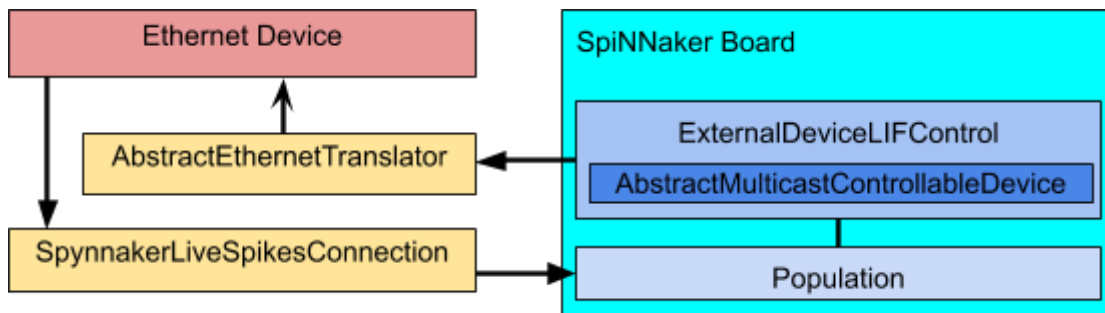 Ethernet Device
SpiNNaker Board
ExternalDeviceLIFControl
AbstractEthernetTranslator
AbstractMulticastControllableDevice
SpynnakerLiveSpikesConnection
Population